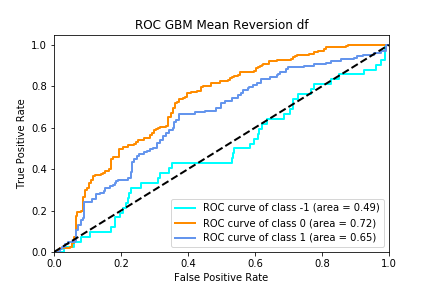 ROC GBM Mean Reversion df
True Positive Rate
1.0
0.8
0.6
0.4
0.2
0.0
ROC curve of class -1 (area = 0.49)
ROC curve of class 0 (area = 0.72)
ROC curve of class 1 (area = 0.65)
0.0 0.2 0.4 0.6 0.8 1.0
False Positive Rate